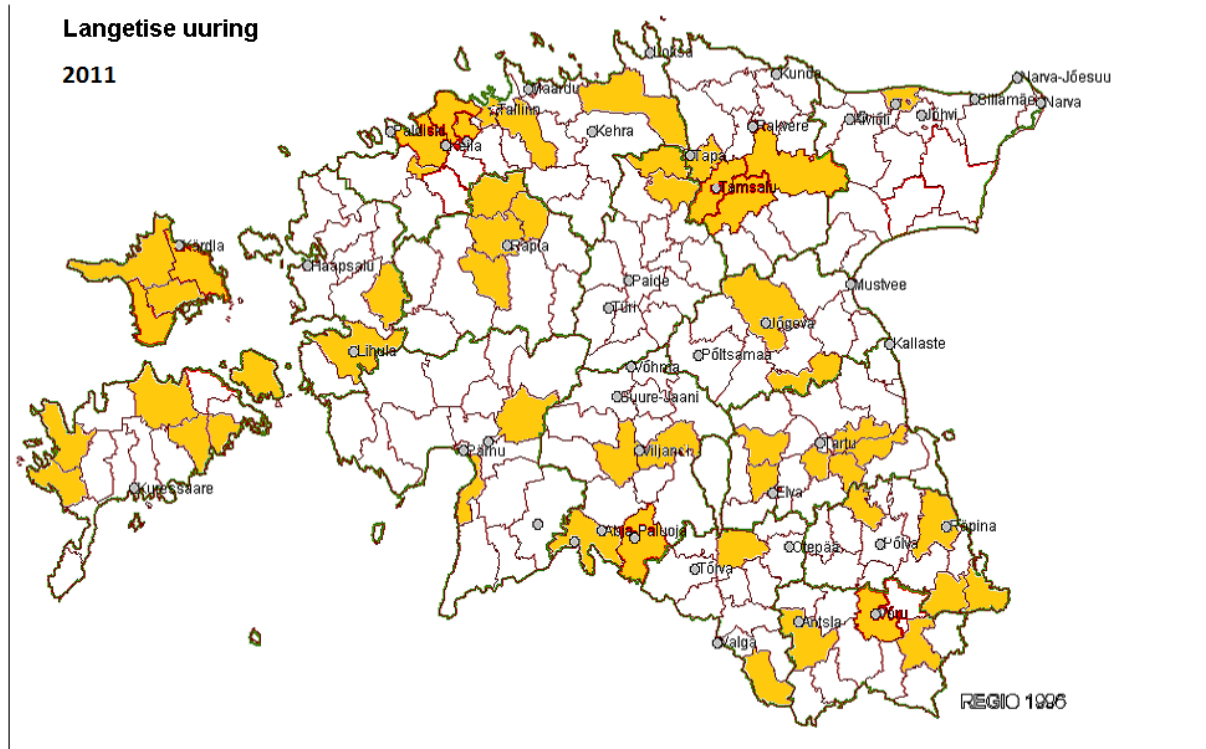 Langetise uuring
2011
Loksa
Kunda
Narva-Jõesuu
Maardu
Sillamäe
Narva
Tallinn
Kiviõli
Jõhvi
Paldiski
Kehra
Rakvere
Keila
Tapa
Tamsalu
Kärdla
Rapla
Haapsalu
Paide
Mustvee
Türi
Jõgeva
Kallaste
Lihula
Põltsamaa
Võhma
Suure-Jaani
Pärnu
Viljandi
Tartu
Kuressaare
Elva
Abja-Paluoja
Räpina
Otepää
Põlva
Tõrva
Antsla
Võru
Valga
REGIO 1996